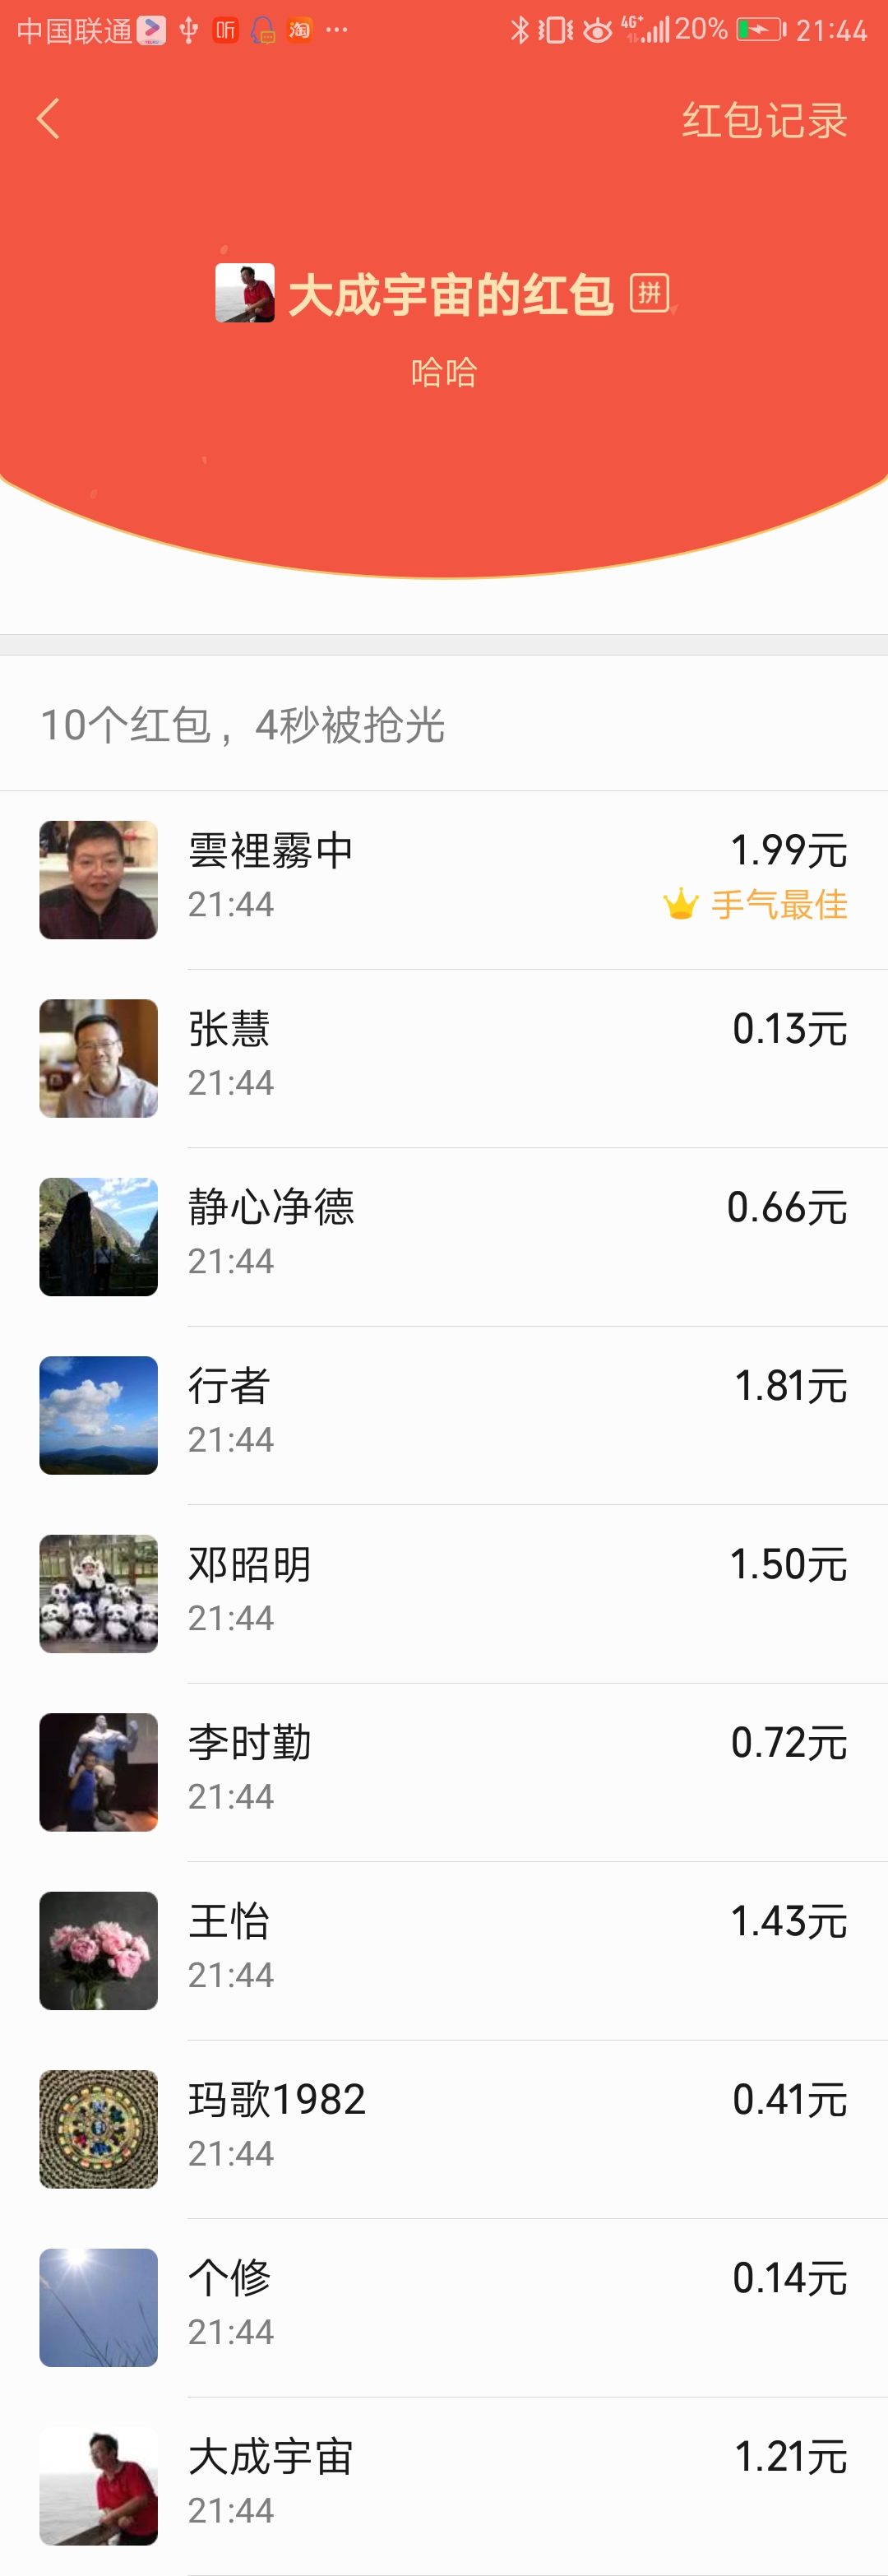 中国联通 听 淘 ··· 4G+ 20% 21:44
红包记录
大成宇宙的红包 拼
哈哈
10个红包，4秒被抢光
雲裡霧中 1.99元
21:44 手气最佳
张慧 0.13元
21:44
静心净德 0.66元
21:44
行者 1.81元
21:44
邓昭明 1.50元
21:44
李时勤 0.72元
21:44
王怡 1.43元
21:44
玛歌1982 0.41元
21:44
个修 0.14元
21:44
大成宇宙 1.21元
21:44